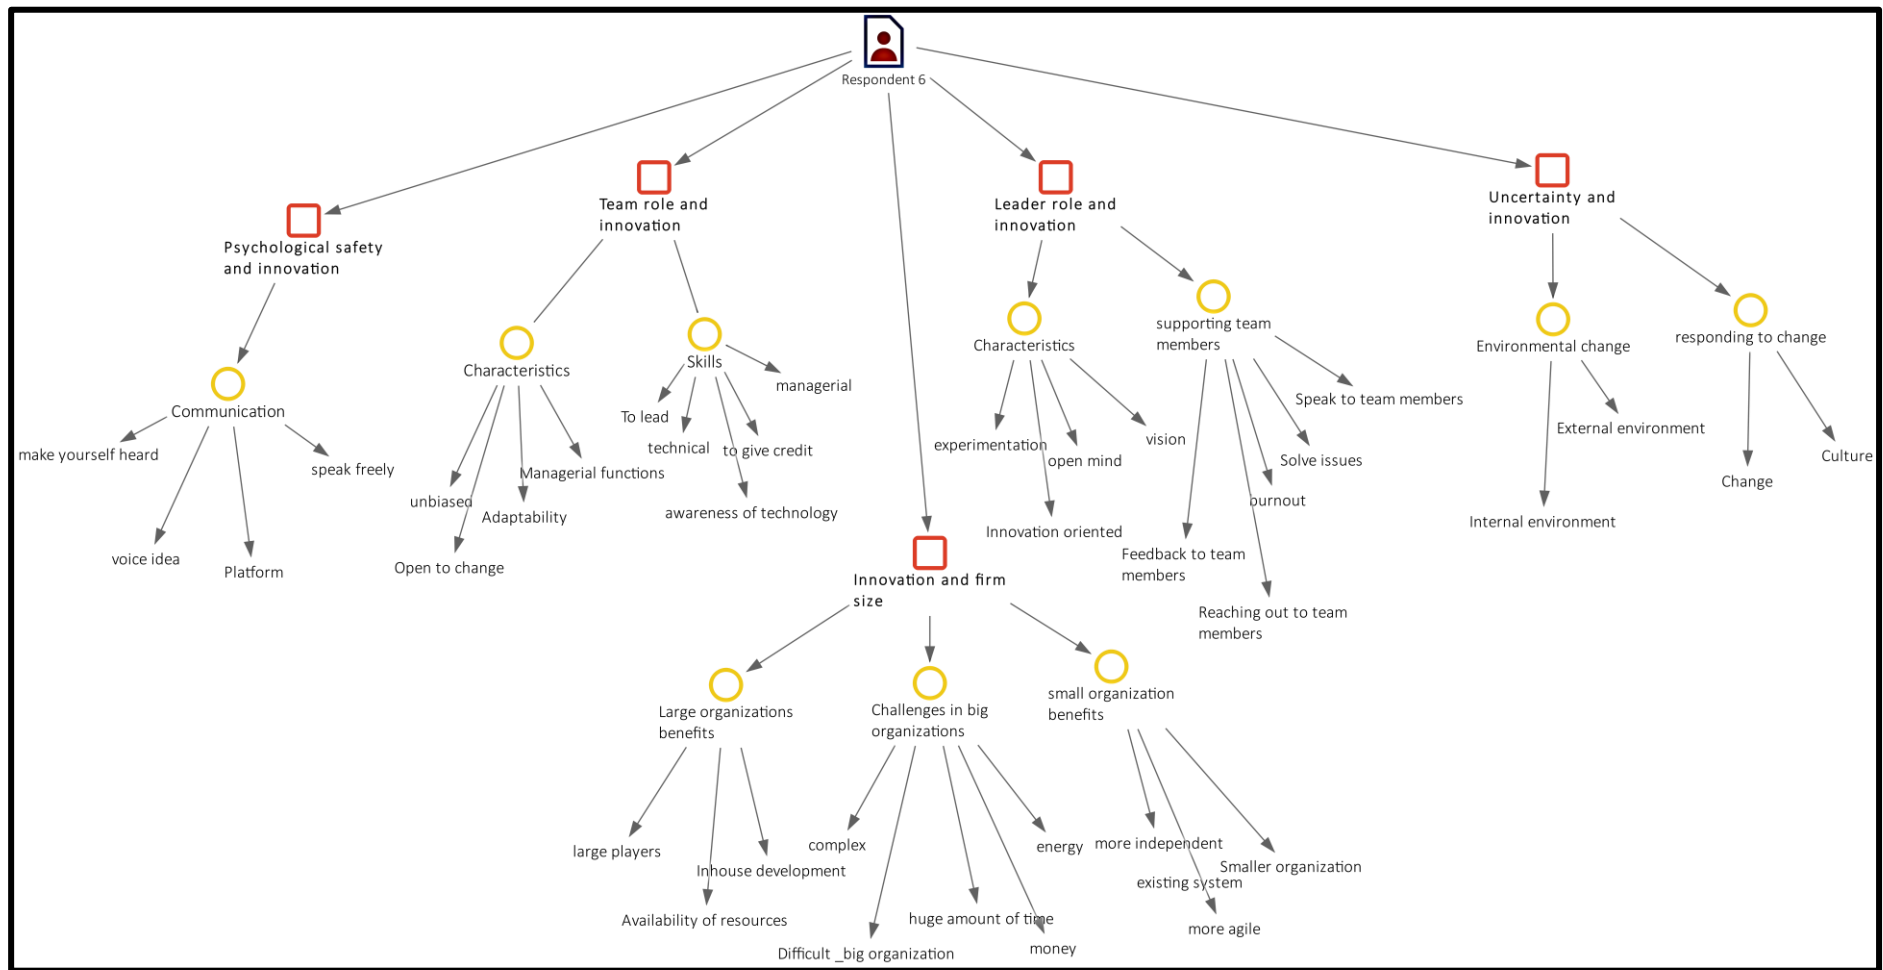 Respondent 6
Psychological safety
and innovation
Communication
make yourself heard
voice idea
Platform
speak freely
Team role and
innovation
Characteristics
unbiased
Open to change
Adaptability
Managerial functions
Skills
To lead
technical
awareness of technology
to give credit
managerial
Leader role and
innovation
Characteristics
experimentation
Innovation oriented
open mind
vision
supporting team
members
Feedback to team
members
Reaching out to team
members
burnout
Solve issues
Speak to team members
Uncertainty and
innovation
Environmental change
Internal environment
External environment
responding to change
Change
Culture
Innovation and firm
size
Large organizations
benefits
large players
Availability of resources
Inhouse development
Challenges in big
organizations
complex
Difficult _big organization
huge amount of time
money
energy
small organization
benefits
more independent
existing system
more agile
Smaller organization